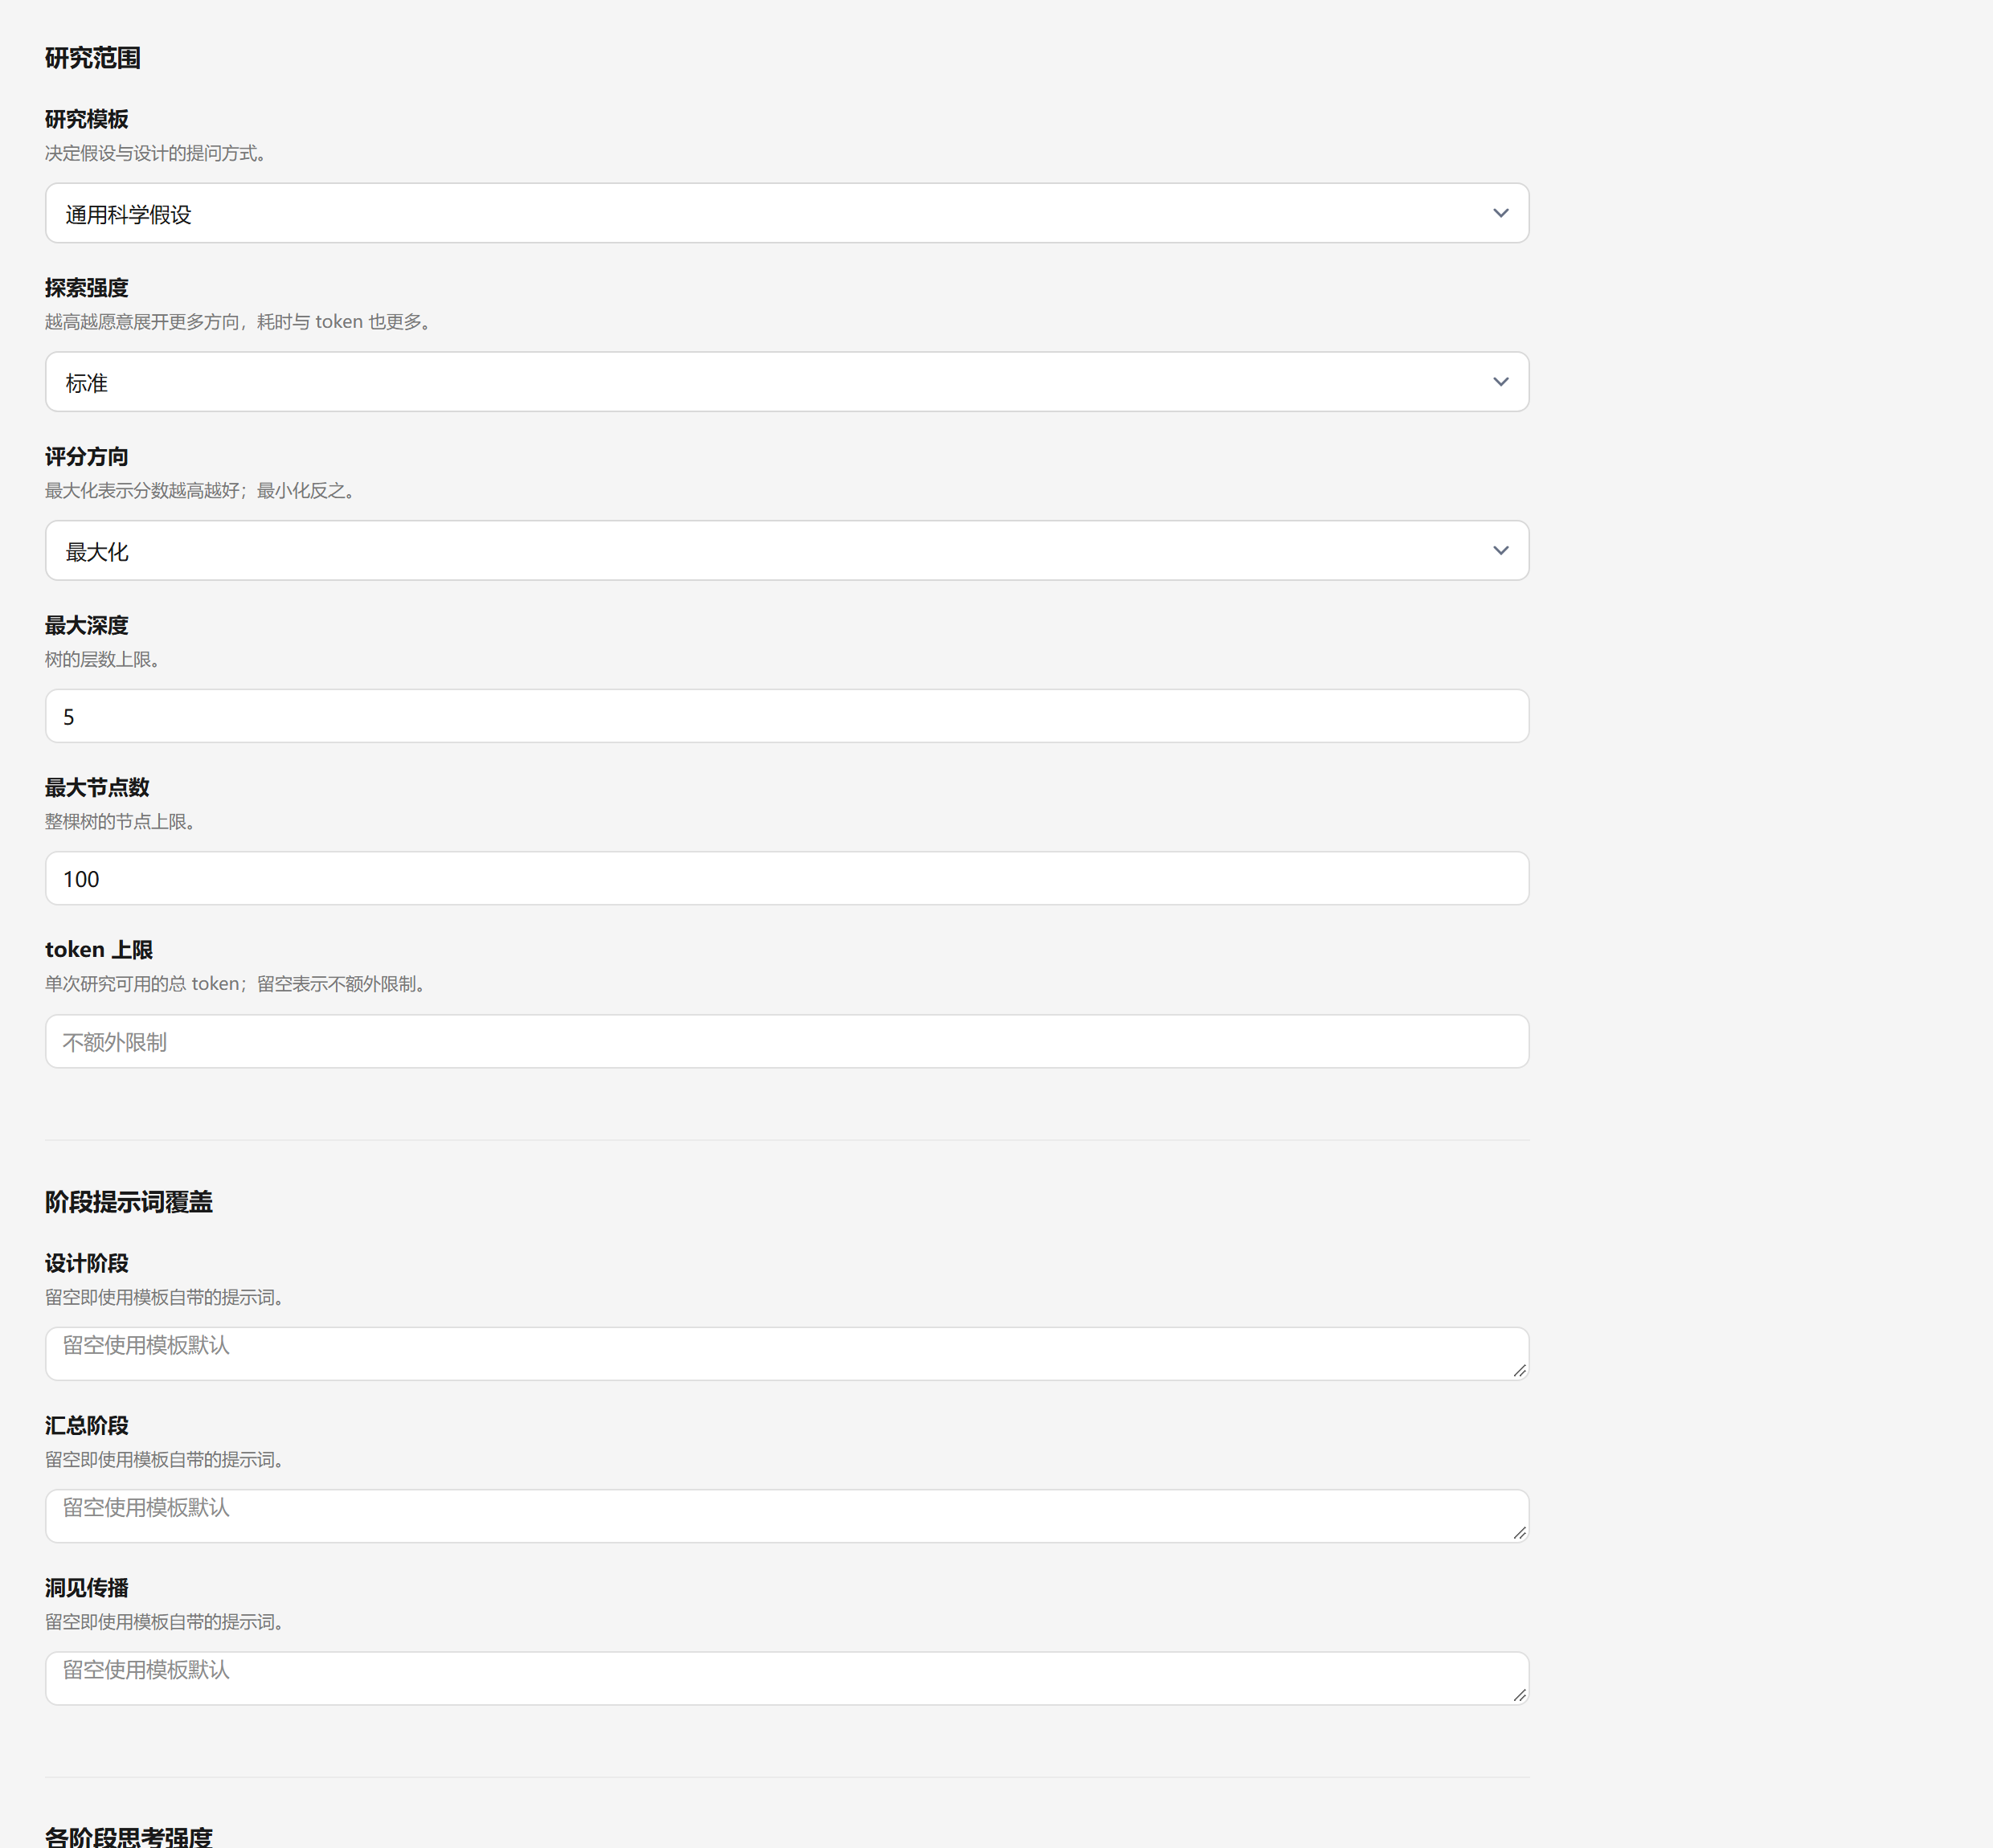 研究范围
研究模板
决定假设与设计的提问方式。
通用科学假设
探索强度
越高越愿意展开更多方向，耗时与 token 也更多。
标准
评分方向
最大化表示分数越高越好；最小化反之。
最大化
最大深度
树的层数上限。
5
最大节点数
整棵树的节点上限。
100
token 上限
单次研究可用的总 token；留空表示不额外限制。
不额外限制
阶段提示词覆盖
设计阶段
留空即使用模板自带的提示词。
留空使用模板默认
汇总阶段
留空即使用模板自带的提示词。
留空使用模板默认
洞见传播
留空即使用模板自带的提示词。
留空使用模板默认
各阶段思考强度